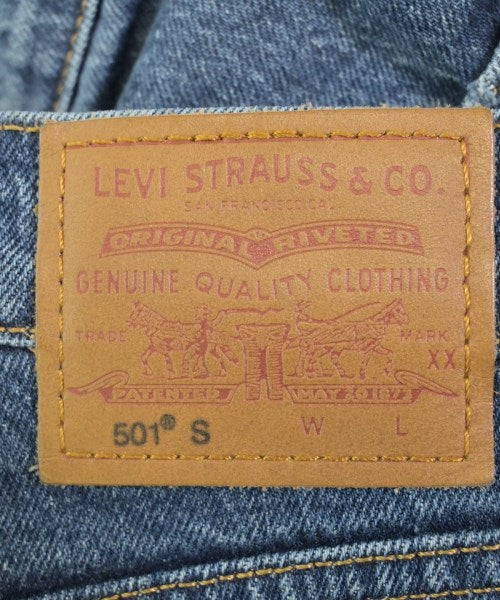 LEVI STRAUSS & CO.
SAN FRANCISCO CAL.
ORIGINAL RIVETED
GENUINE QUALITY CLOTHING
TRADE MARK
XX
PATENTED MAY 20 1873
501® S W L